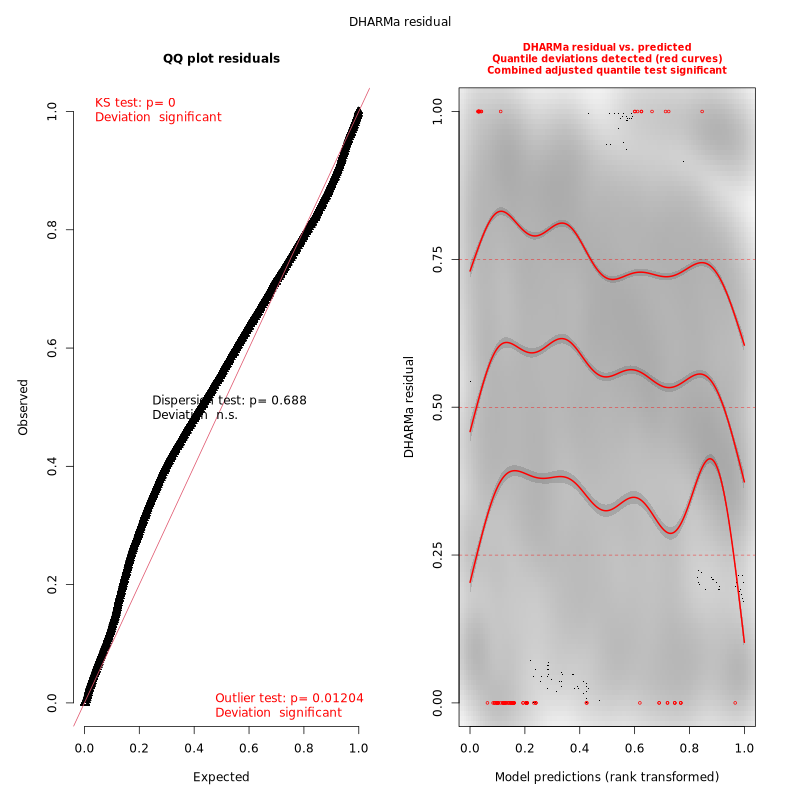 DHARMa residual
QQ plot residuals
KS test: p= 0
Deviation  significant
Dispersion test: p= 0.688
Deviation  n.s.
Outlier test: p= 0.01204
Deviation  significant
Observed
0.0
0.2
0.4
0.6
0.8
1.0
0.0 0.2 0.4 0.6 0.8 1.0
Expected
DHARMa residual vs. predicted
Quantile deviations detected (red curves)
Combined adjusted quantile test significant
DHARMa residual
0.00
0.25
0.50
0.75
1.00
0.0 0.2 0.4 0.6 0.8 1.0
Model predictions (rank transformed)